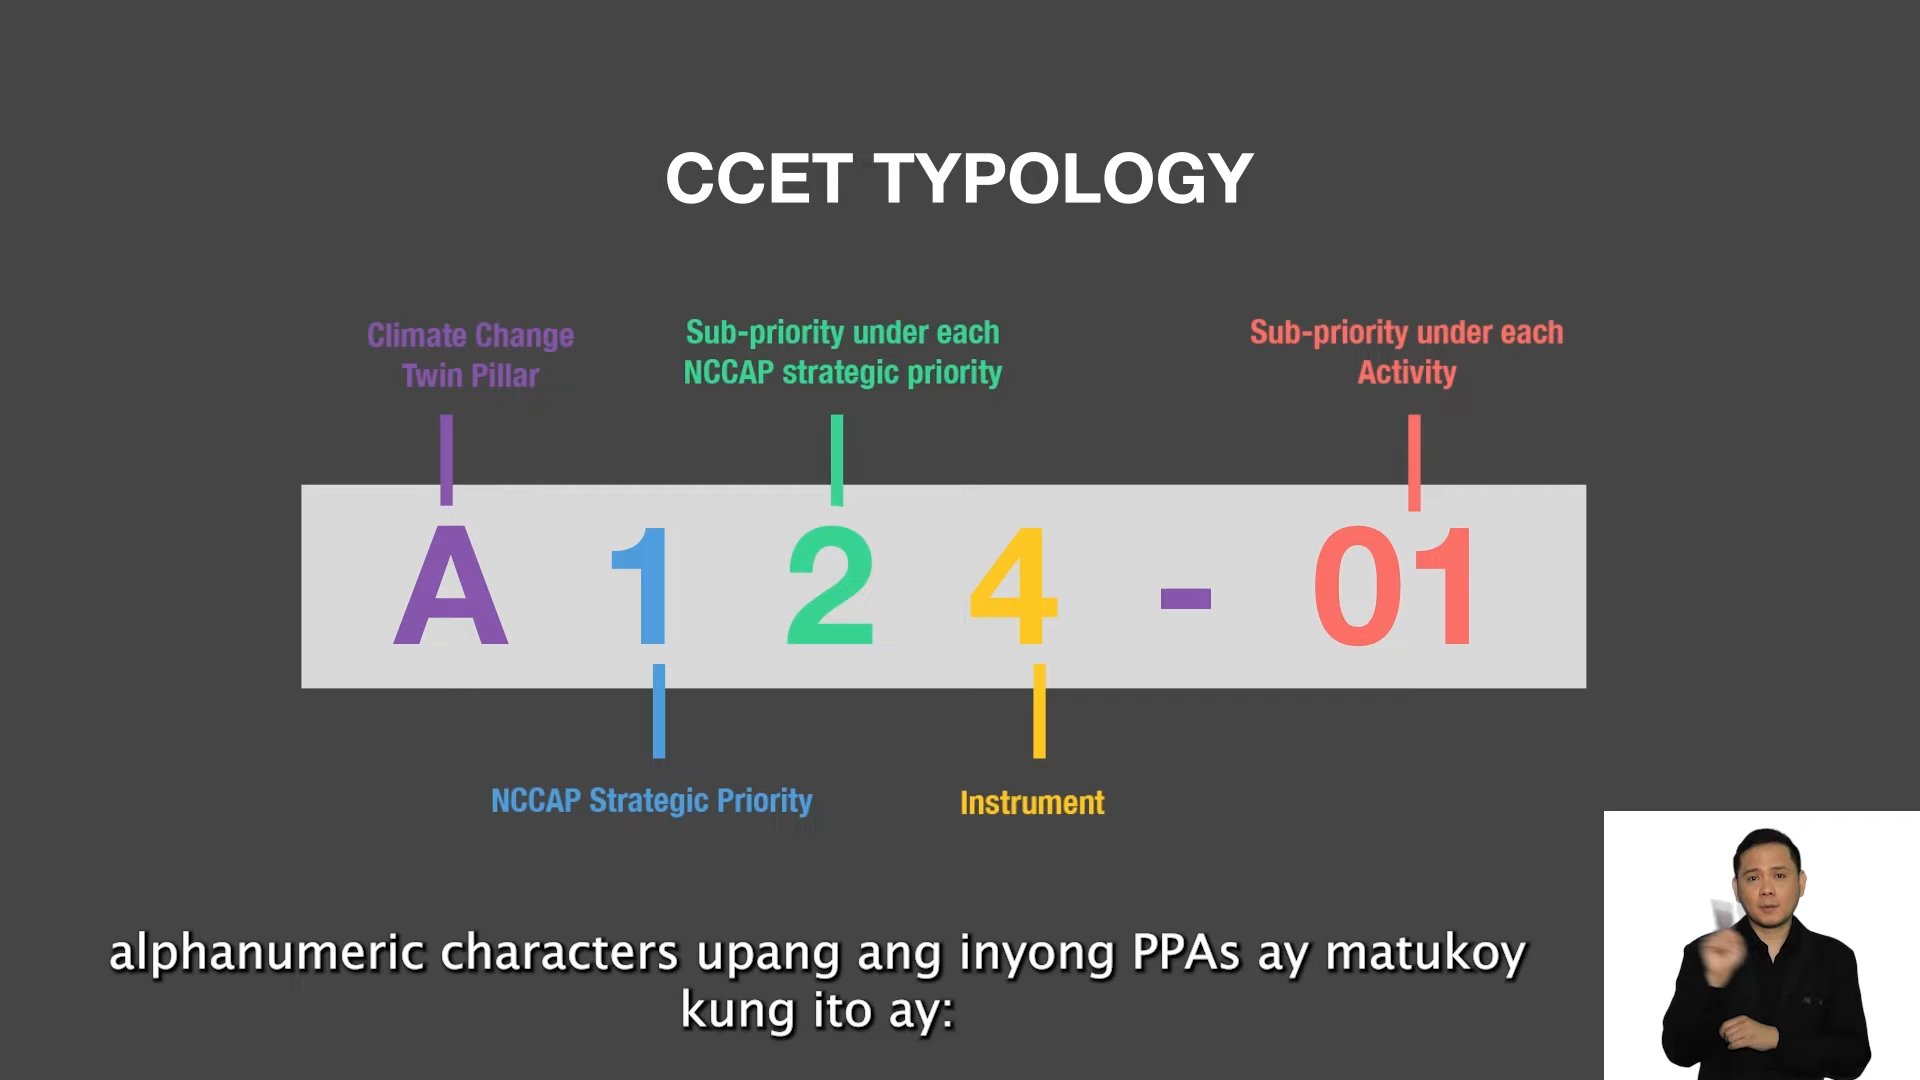 CCET TYPOLOGY
Climate Change
Twin Pillar
Sub-priority under each
NCCAP strategic priority
Sub-priority under each
Activity
A 1 2 4 - 01
NCCAP Strategic Priority
Instrument
alphanumeric characters upang ang inyong PPAs ay matukoy
kung ito ay: